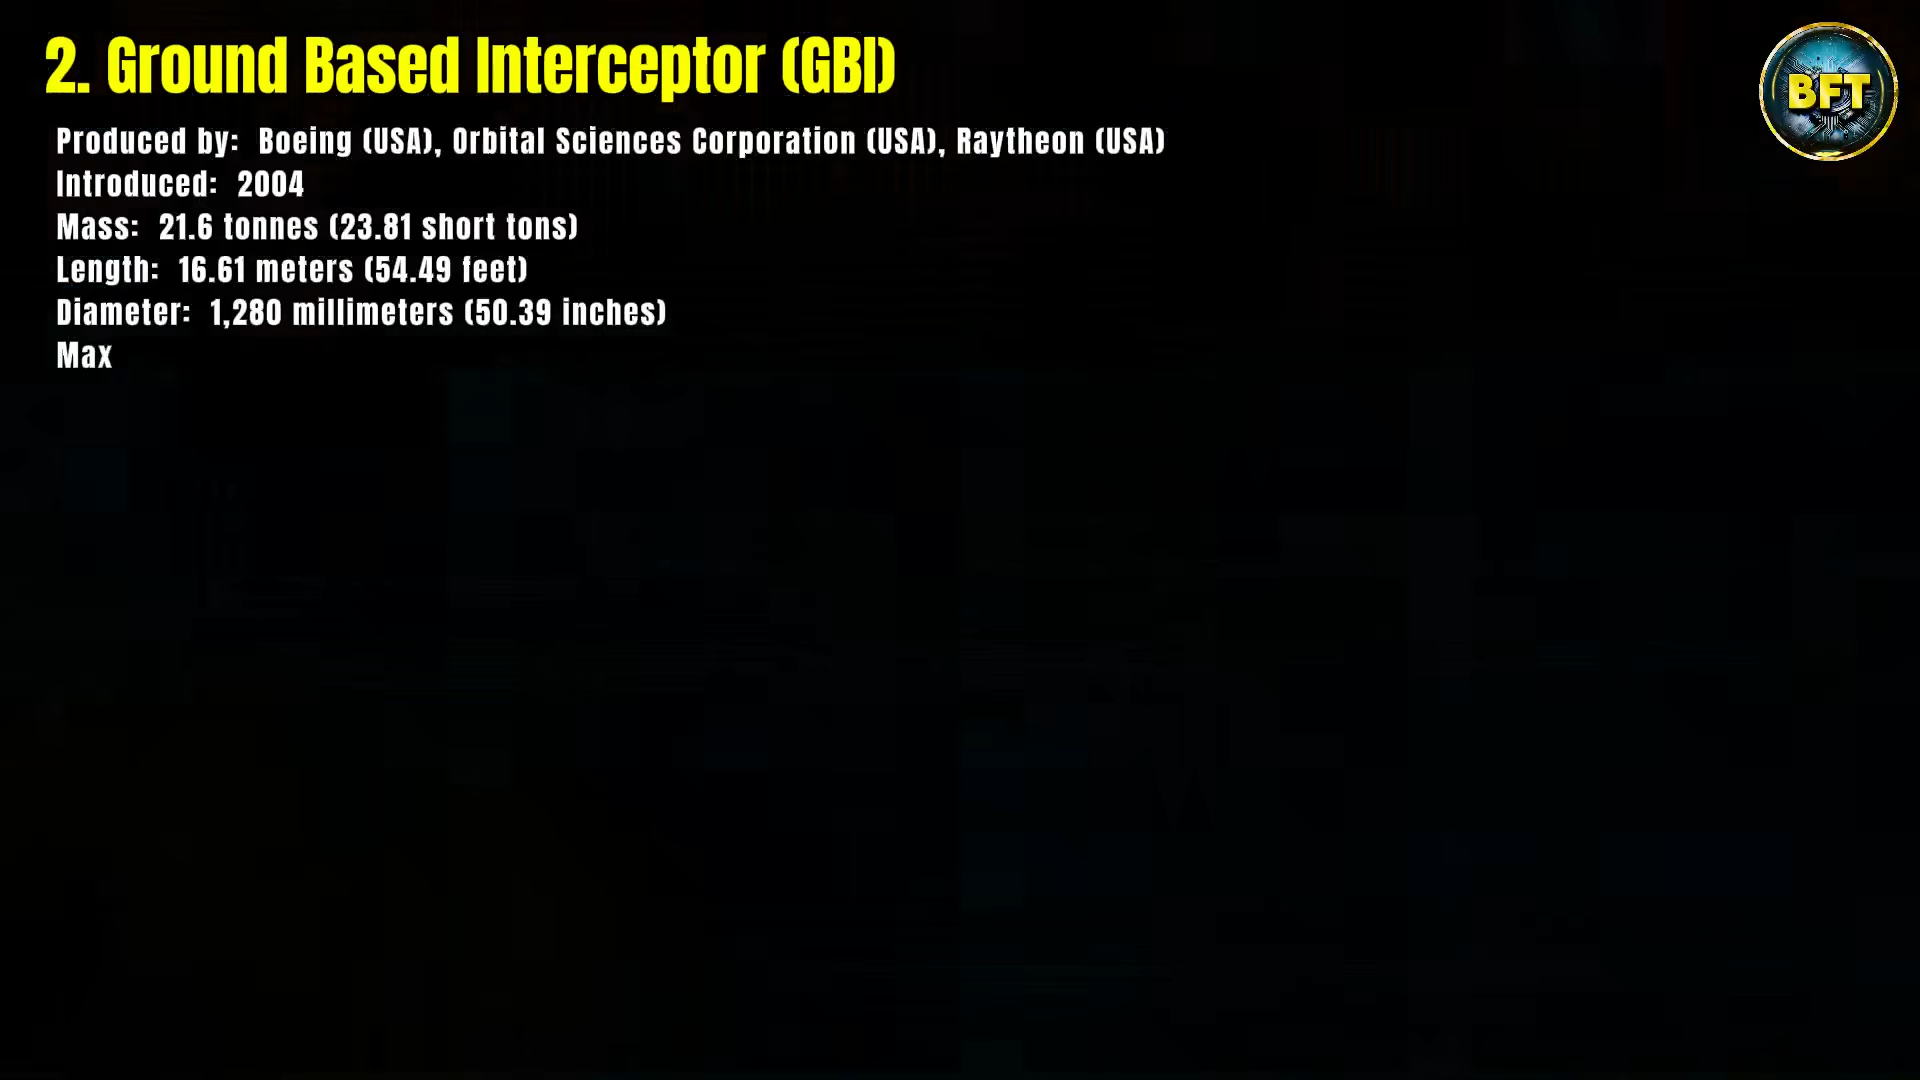 2. Ground Based Interceptor (GBI)
BFT
Produced by: Boeing (USA), Orbital Sciences Corporation (USA), Raytheon (USA)
Introduced: 2004
Mass: 21.6 tonnes (23.81 short tons)
Length: 16.61 meters (54.49 feet)
Diameter: 1,280 millimeters (50.39 inches)
Max